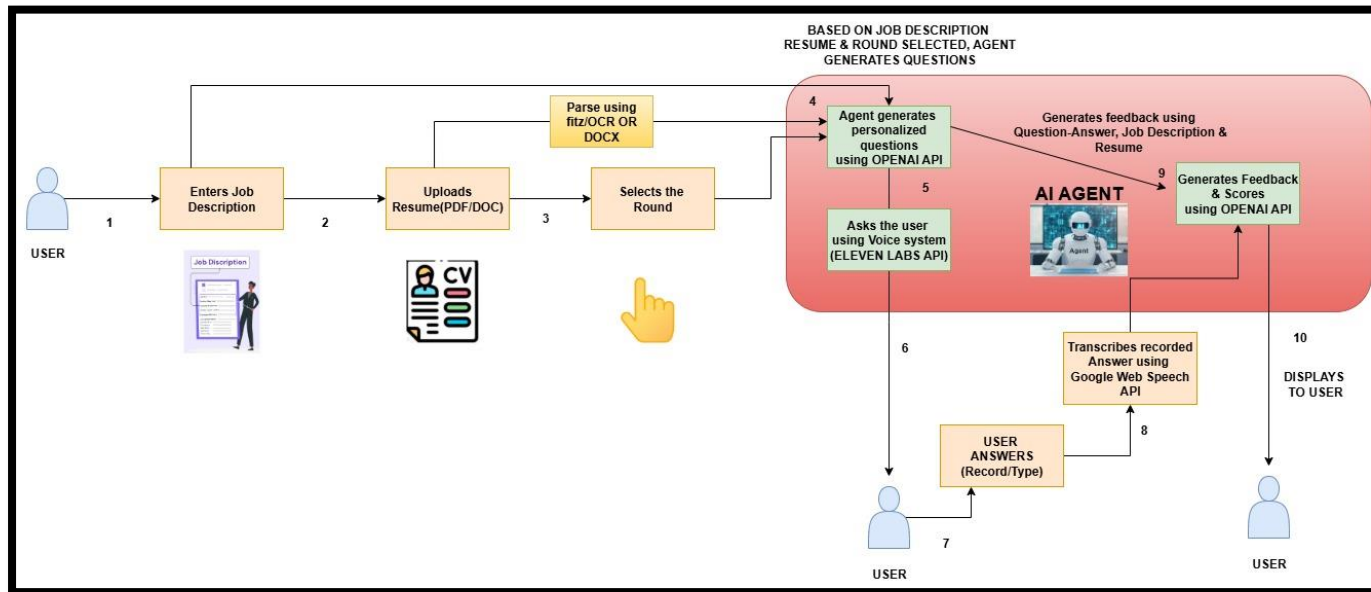 BASED ON JOB DESCRIPTION
RESUME & ROUND SELECTED, AGENT
GENERATES QUESTIONS
USER
1
Enters Job
Description
Job Discription
2
Uploads
Resume(PDF/DOC)
CV
Parse using
fitz/OCR OR
DOCX
3
Selects the
Round
4
Agent generates
personalized
questions
using OPENAI API
5
Asks the user
using Voice system
(ELEVEN LABS API)
AI AGENT
Agent
Generates feedback using
Question-Answer, Job Description &
Resume
9
Generates Feedback
& Scores
using OPENAI API
6
USER
7
USER
ANSWERS
(Record/Type)
8
Transcribes recorded
Answer using
Google Web Speech
API
10
DISPLAYS
TO USER
USER